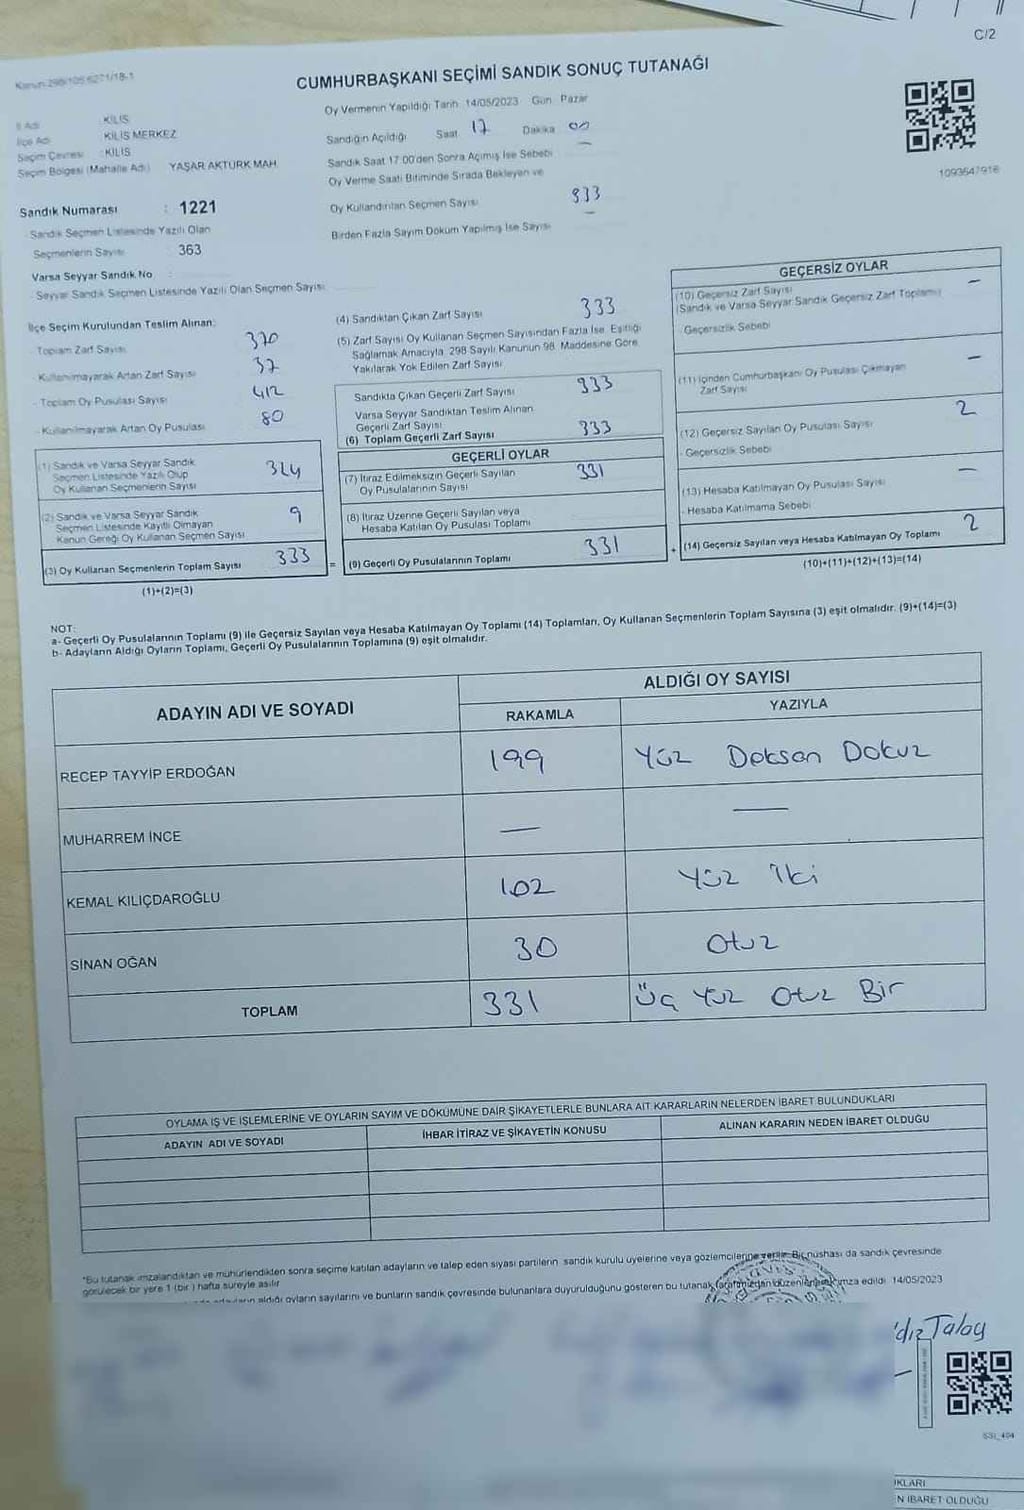 C/2
Kanun-298/105 6271/18-1
CUMHURBAŞKANI SEÇİMİ SANDIK SONUÇ TUTANAĞI
İl Adı : KİLİS
İlçe Adı : KİLİS MERKEZ
Seçim Çevresi : KİLİS
Seçim Bölgesi (Mahalle Adı) YAŞAR AKTÜRK MAH.
Oy Vermenin Yapıldığı Tarih 14/05/2023 Gün Pazar
Sandığın Açıldığı Saat 17 Dakika 00
Sandık Saat 17:00'den Sonra Açılmış İse Sebebi
Oy Verme Saati Bitiminde Sırada Bekleyen ve
Oy Kullandırılan Seçmen Sayısı 333
Birden Fazla Sayım Döküm Yapılmış İse Sayısı —
1093647916
Sandık Numarası : 1221
- Sandık Seçmen Listesinde Yazılı Olan
Seçmenlerin Sayısı 363
Varsa Seyyar Sandık No :
- Seyyar Sandık Seçmen Listesinde Yazılı Olan Seçmen Sayısı
İlçe Seçim Kurulundan Teslim Alınan:
- Toplam Zarf Sayısı 370
- Kullanılmayarak Artan Zarf Sayısı 37
- Toplam Oy Pusulası Sayısı 412
- Kullanılmayarak Artan Oy Pusulası 80
(1) Sandık ve Varsa Seyyar Sandık
Seçmen Listesinde Yazılı Olup
Oy Kullanan Seçmenlerin Sayısı 324
(2) Sandık ve Varsa Seyyar Sandık
Seçmen Listesinde Kayıtlı Olmayan
Kanun Gereği Oy Kullanan Seçmen Sayısı 9
(3) Oy Kullanan Seçmenlerin Toplam Sayısı 333
(1)+(2)=(3)
(4) Sandıktan Çıkan Zarf Sayısı 333
(5) Zarf Sayısı Oy Kullanan Seçmen Sayısından Fazla İse, Eşitliği
Sağlamak Amacıyla, 298 Sayılı Kanunun 98. Maddesine Göre
Yakılarak Yok Edilen Zarf Sayısı
Sandıkta Çıkan Geçerli Zarf Sayısı 333
Varsa Seyyar Sandıktan Teslim Alınan
Geçerli Zarf Sayısı
(6) Toplam Geçerli Zarf Sayısı 333
GEÇERLİ OYLAR
(7) İtiraz Edilmeksizin Geçerli Sayılan
Oy Pusulalarının Sayısı 331
(8) İtiraz Üzerine Geçerli Sayılan veya
Hesaba Katılan Oy Pusulası Toplamı
= (9) Geçerli Oy Pusulalarının Toplamı 331
GEÇERSİZ OYLAR
(10) Geçersiz Zarf Sayısı —
(Sandık ve Varsa Seyyar Sandık Geçersiz Zarf Toplamı)
- Geçersizlik Sebebi
(11) İçinden Cumhurbaşkanı Oy Pusulası Çıkmayan
Zarf Sayısı —
(12) Geçersiz Sayılan Oy Pusulası Sayısı 2
- Geçersizlik Sebebi
(13) Hesaba Katılmayan Oy Pusulası Sayısı —
- Hesaba Katılmama Sebebi
+ (14) Geçersiz Sayılan veya Hesaba Katılmayan Oy Toplamı 2
(10)+(11)+(12)+(13)=(14)
NOT:
a- Geçerli Oy Pusulalarının Toplamı (9) ile Geçersiz Sayılan veya Hesaba Katılmayan Oy Toplamı (14) Toplamları, Oy Kullanan Seçmenlerin Toplam Sayısına (3) eşit olmalıdır. (9)+(14)=(3)
b- Adayların Aldığı Oyların Toplamı, Geçerli Oy Pusulalarının Toplamına (9) eşit olmalıdır.
ADAYIN ADI VE SOYADI
ALDIĞI OY SAYISI
RAKAMLA YAZIYLA
RECEP TAYYİP ERDOĞAN 199 Yüz Doksan Dokuz
MUHARREM İNCE — —
KEMAL KILIÇDAROĞLU 102 Yüz İki
SİNAN OĞAN 30 Otuz
TOPLAM 331 Üç Yüz Otuz Bir
OYLAMA İŞ VE İŞLEMLERİNE VE OYLARIN SAYIM VE DÖKÜMÜNE DAİR ŞİKAYETLERLE BUNLARA AİT KARARLARIN NELERDEN İBARET BULUNDUKLARI
ADAYIN ADI VE SOYADI İHBAR İTİRAZ VE ŞİKAYETİN KONUSU ALINAN KARARIN NEDEN İBARET OLDUĞU
*Bu tutanak imzalandıktan ve mühürlendikten sonra seçime katılan adayların ve talep eden siyasi partilerin sandık kurulu üyelerine veya gözlemcilerine verilir. Bir nüshası da sandık çevresinde
görülecek bir yere 1 (bir) hafta süreyle asılır.
adayların aldığı oyların sayılarını ve bunların sandık çevresinde bulunanlara duyurulduğunu gösteren bu tutanak tarafımızdan düzenlenerek imza edildi. 14/05/2023
dız Talay
SSI_404
KLARI
N İBARET OLDUĞU